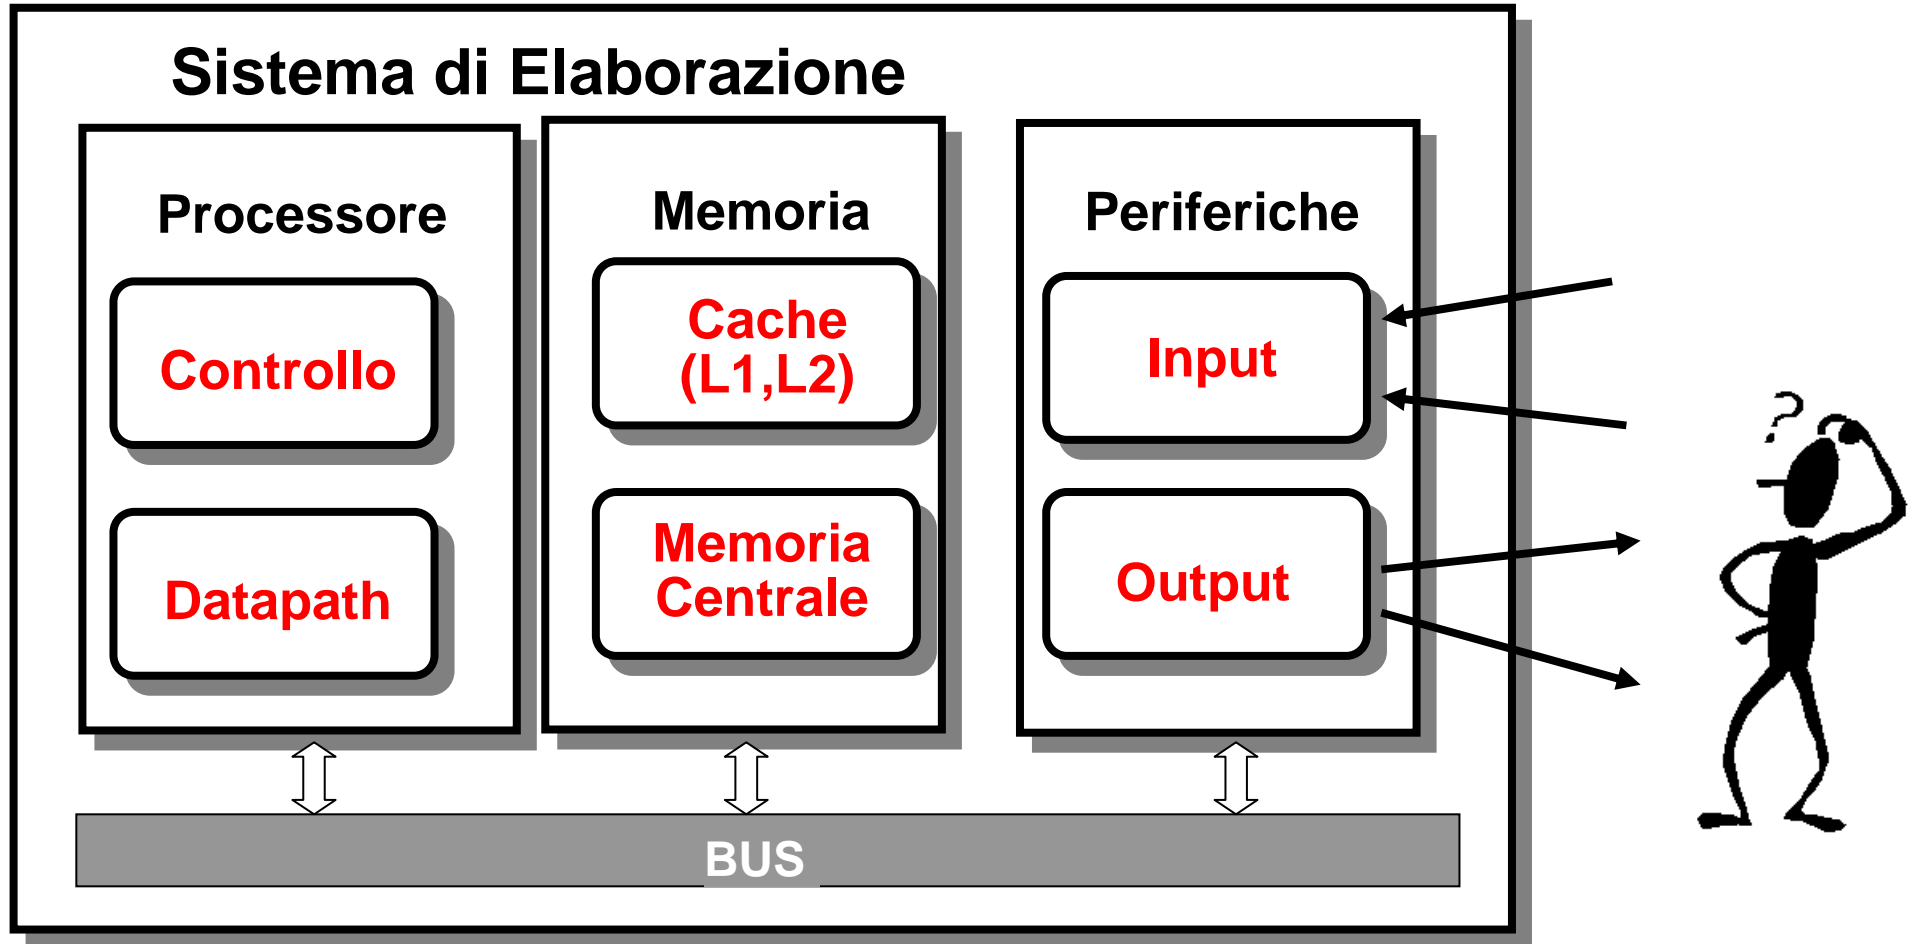 Sistema di Elaborazione
Processore
Controllo
Datapath
Memoria
Cache
(L1,L2)
Memoria
Centrale
Periferiche
Input
Output
?
BUS